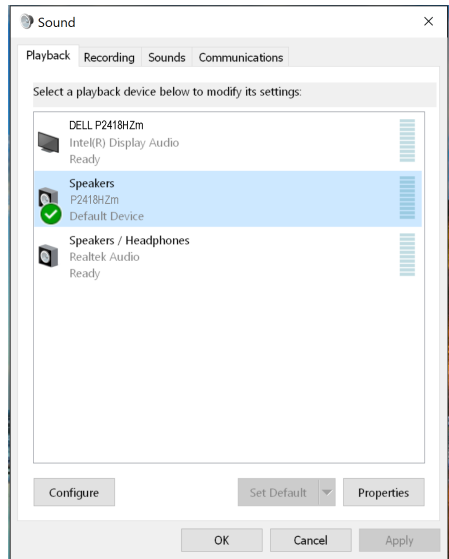 Sound
Playback Recording Sounds Communications
Select a playback device below to modify its settings:
DELL P2418HZm
Intel(R) Display Audio
Ready
Speakers
P2418HZm
Default Device
Speakers / Headphones
Realtek Audio
Ready
Configure Set Default Properties
OK Cancel Apply